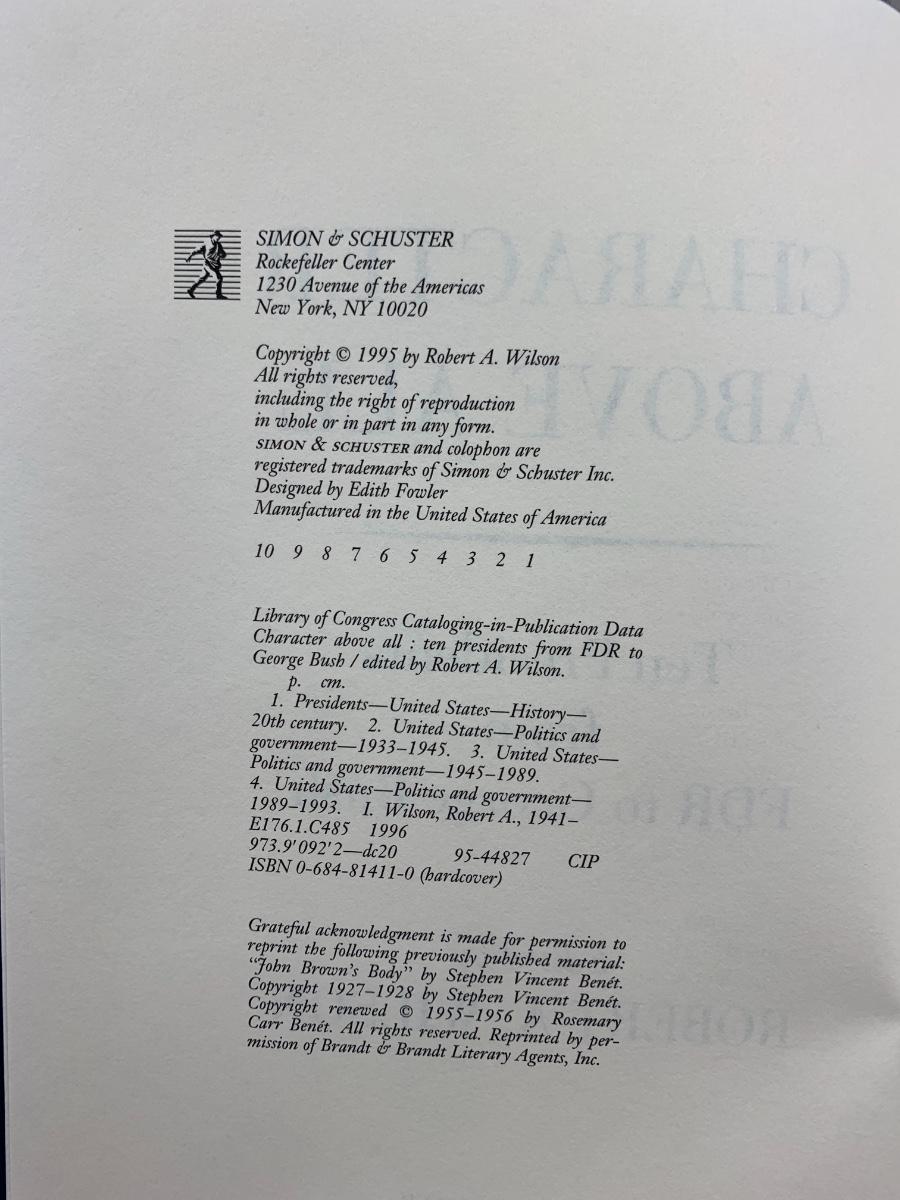 SIMON & SCHUSTER
Rockefeller Center
1230 Avenue of the Americas
New York, NY 10020
Copyright © 1995 by Robert A. Wilson
All rights reserved,
including the right of reproduction
in whole or in part in any form.
SIMON & SCHUSTER and colophon are
registered trademarks of Simon & Schuster Inc.
Designed by Edith Fowler
Manufactured in the United States of America
10 9 8 7 6 5 4 3 2 1
Library of Congress Cataloging-in-Publication Data
Character above all : ten presidents from FDR to
George Bush / edited by Robert A. Wilson.
p. cm.
1. Presidents—United States—History—
20th century. 2. United States—Politics and
government—1933–1945. 3. United States—
Politics and government—1945–1989.
4. United States—Politics and government—
1989–1993. I. Wilson, Robert A., 1941–
E176.1.C485 1996
973.9'092'2—dc20 95-44827 CIP
ISBN 0-684-81411-0 (hardcover)
Grateful acknowledgment is made for permission to
reprint the following previously published material:
“John Brown's Body” by Stephen Vincent Benét.
Copyright 1927–1928 by Stephen Vincent Benét.
Copyright renewed © 1955–1956 by Rosemary
Carr Benét. All rights reserved. Reprinted by per-
mission of Brandt & Brandt Literary Agents, Inc.